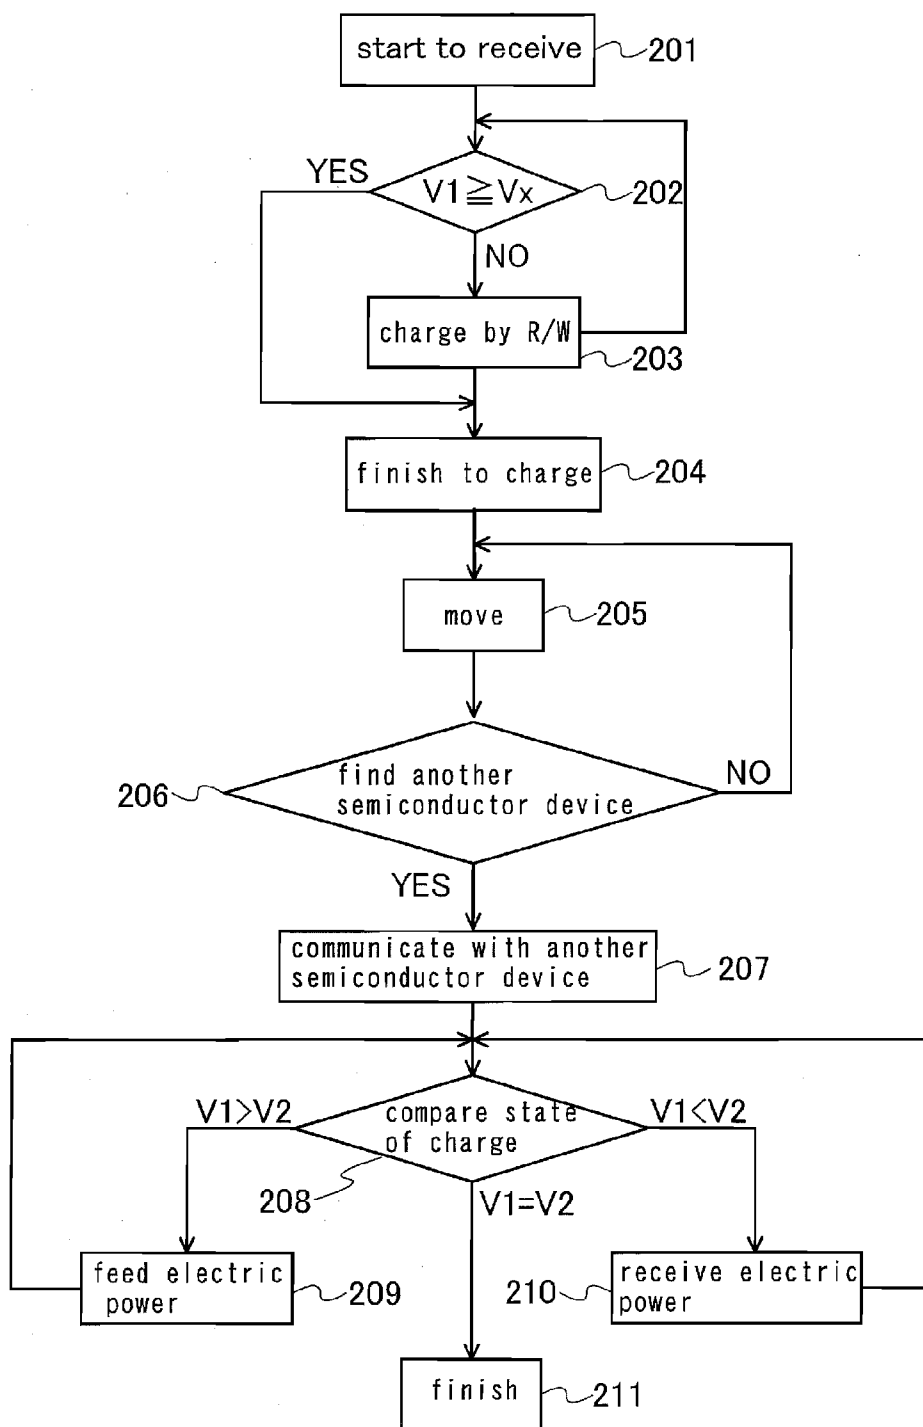 start to receive
201
YES
V1≧Vx
202
NO
charge by R/W
203
finish to charge
204
move
205
206
find another
semiconductor device
NO
YES
communicate with another
semiconductor device
207
V1>V2
compare state
of charge
V1<V2
208
V1=V2
feed electric
power
209
210
receive electric
power
finish
211